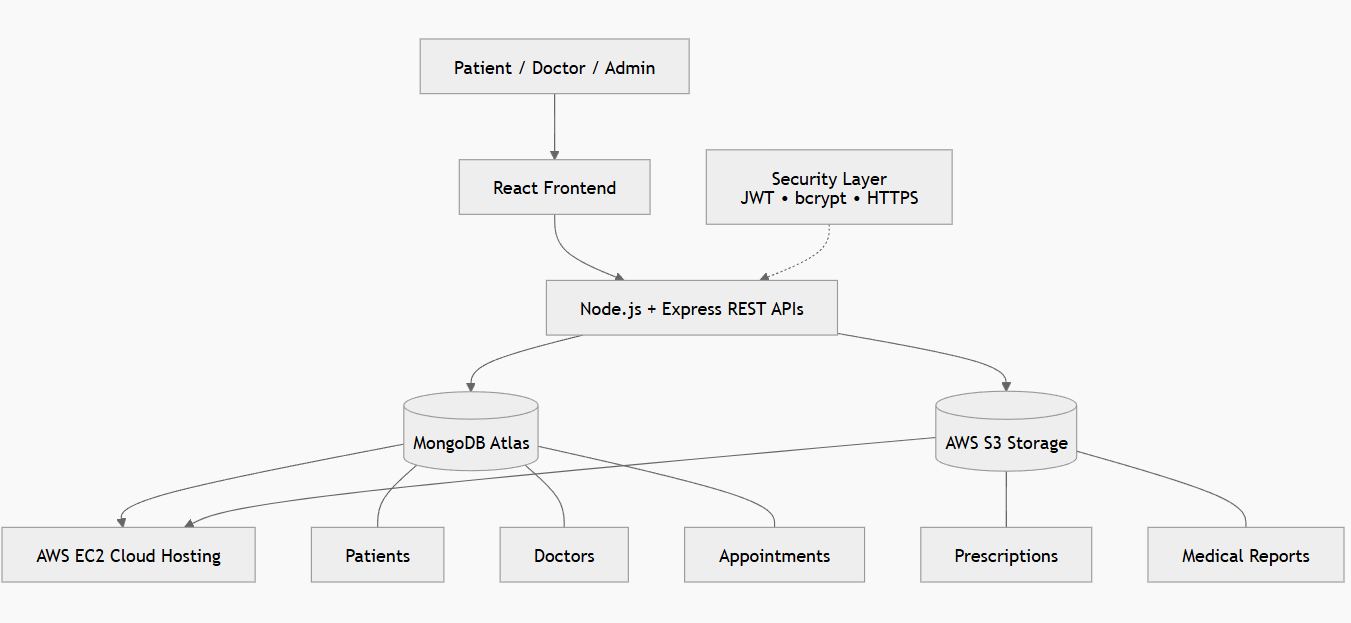 Patient / Doctor / Admin
React Frontend
Security Layer
JWT • bcrypt • HTTPS
Node.js + Express REST APIs
MongoDB Atlas
AWS S3 Storage
AWS EC2 Cloud Hosting
Patients
Doctors
Appointments
Prescriptions
Medical Reports